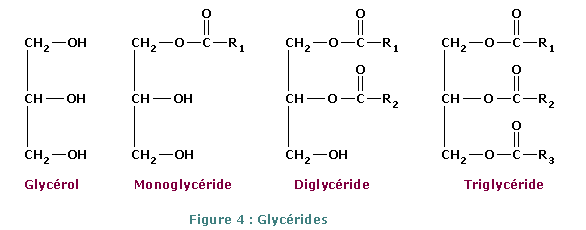 O O O
CH2—OH CH2—O—C—R1 CH2—O—C—R1 CH2—O—C—R1
O O
CH—OH CH—OH CH—O—C—R2 CH—O—C—R2
O
CH2—OH CH2—OH CH2—OH CH2—O—C—R3
Glycérol Monoglycéride Diglycéride Triglycéride
Figure 4 : Glycérides